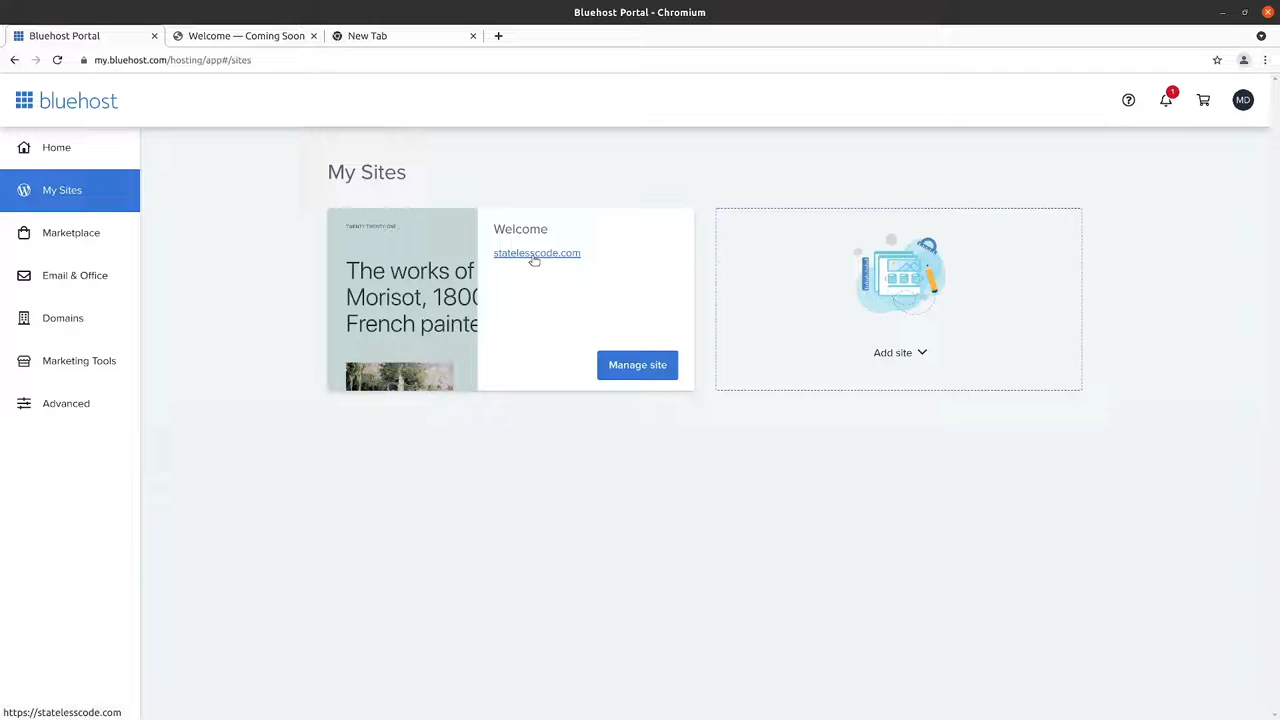 Bluehost Portal - Chromium
Bluehost Portal
Welcome — Coming Soon
New Tab
my.bluehost.com/hosting/app#/sites
bluehost
1
MD
Home
My Sites
Marketplace
Email & Office
Domains
Marketing Tools
Advanced
My Sites
TWENTY TWENTY-ONE
The works of
Morisot, 1800
French painte
Welcome
statelesscode.com
Manage site
Add site
https://statelesscode.com